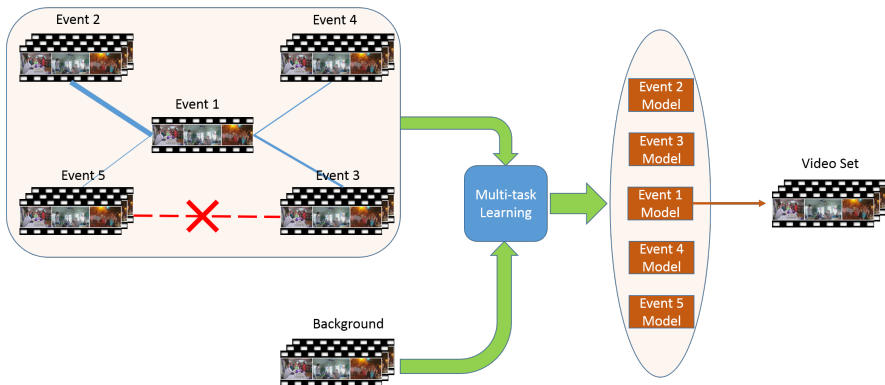 Event 2
Event 4
Event 1
Event 5
Event 3
Background
Multi-task
Learning
Event 2
Model
Event 3
Model
Event 1
Model
Event 4
Model
Event 5
Model
Video Set